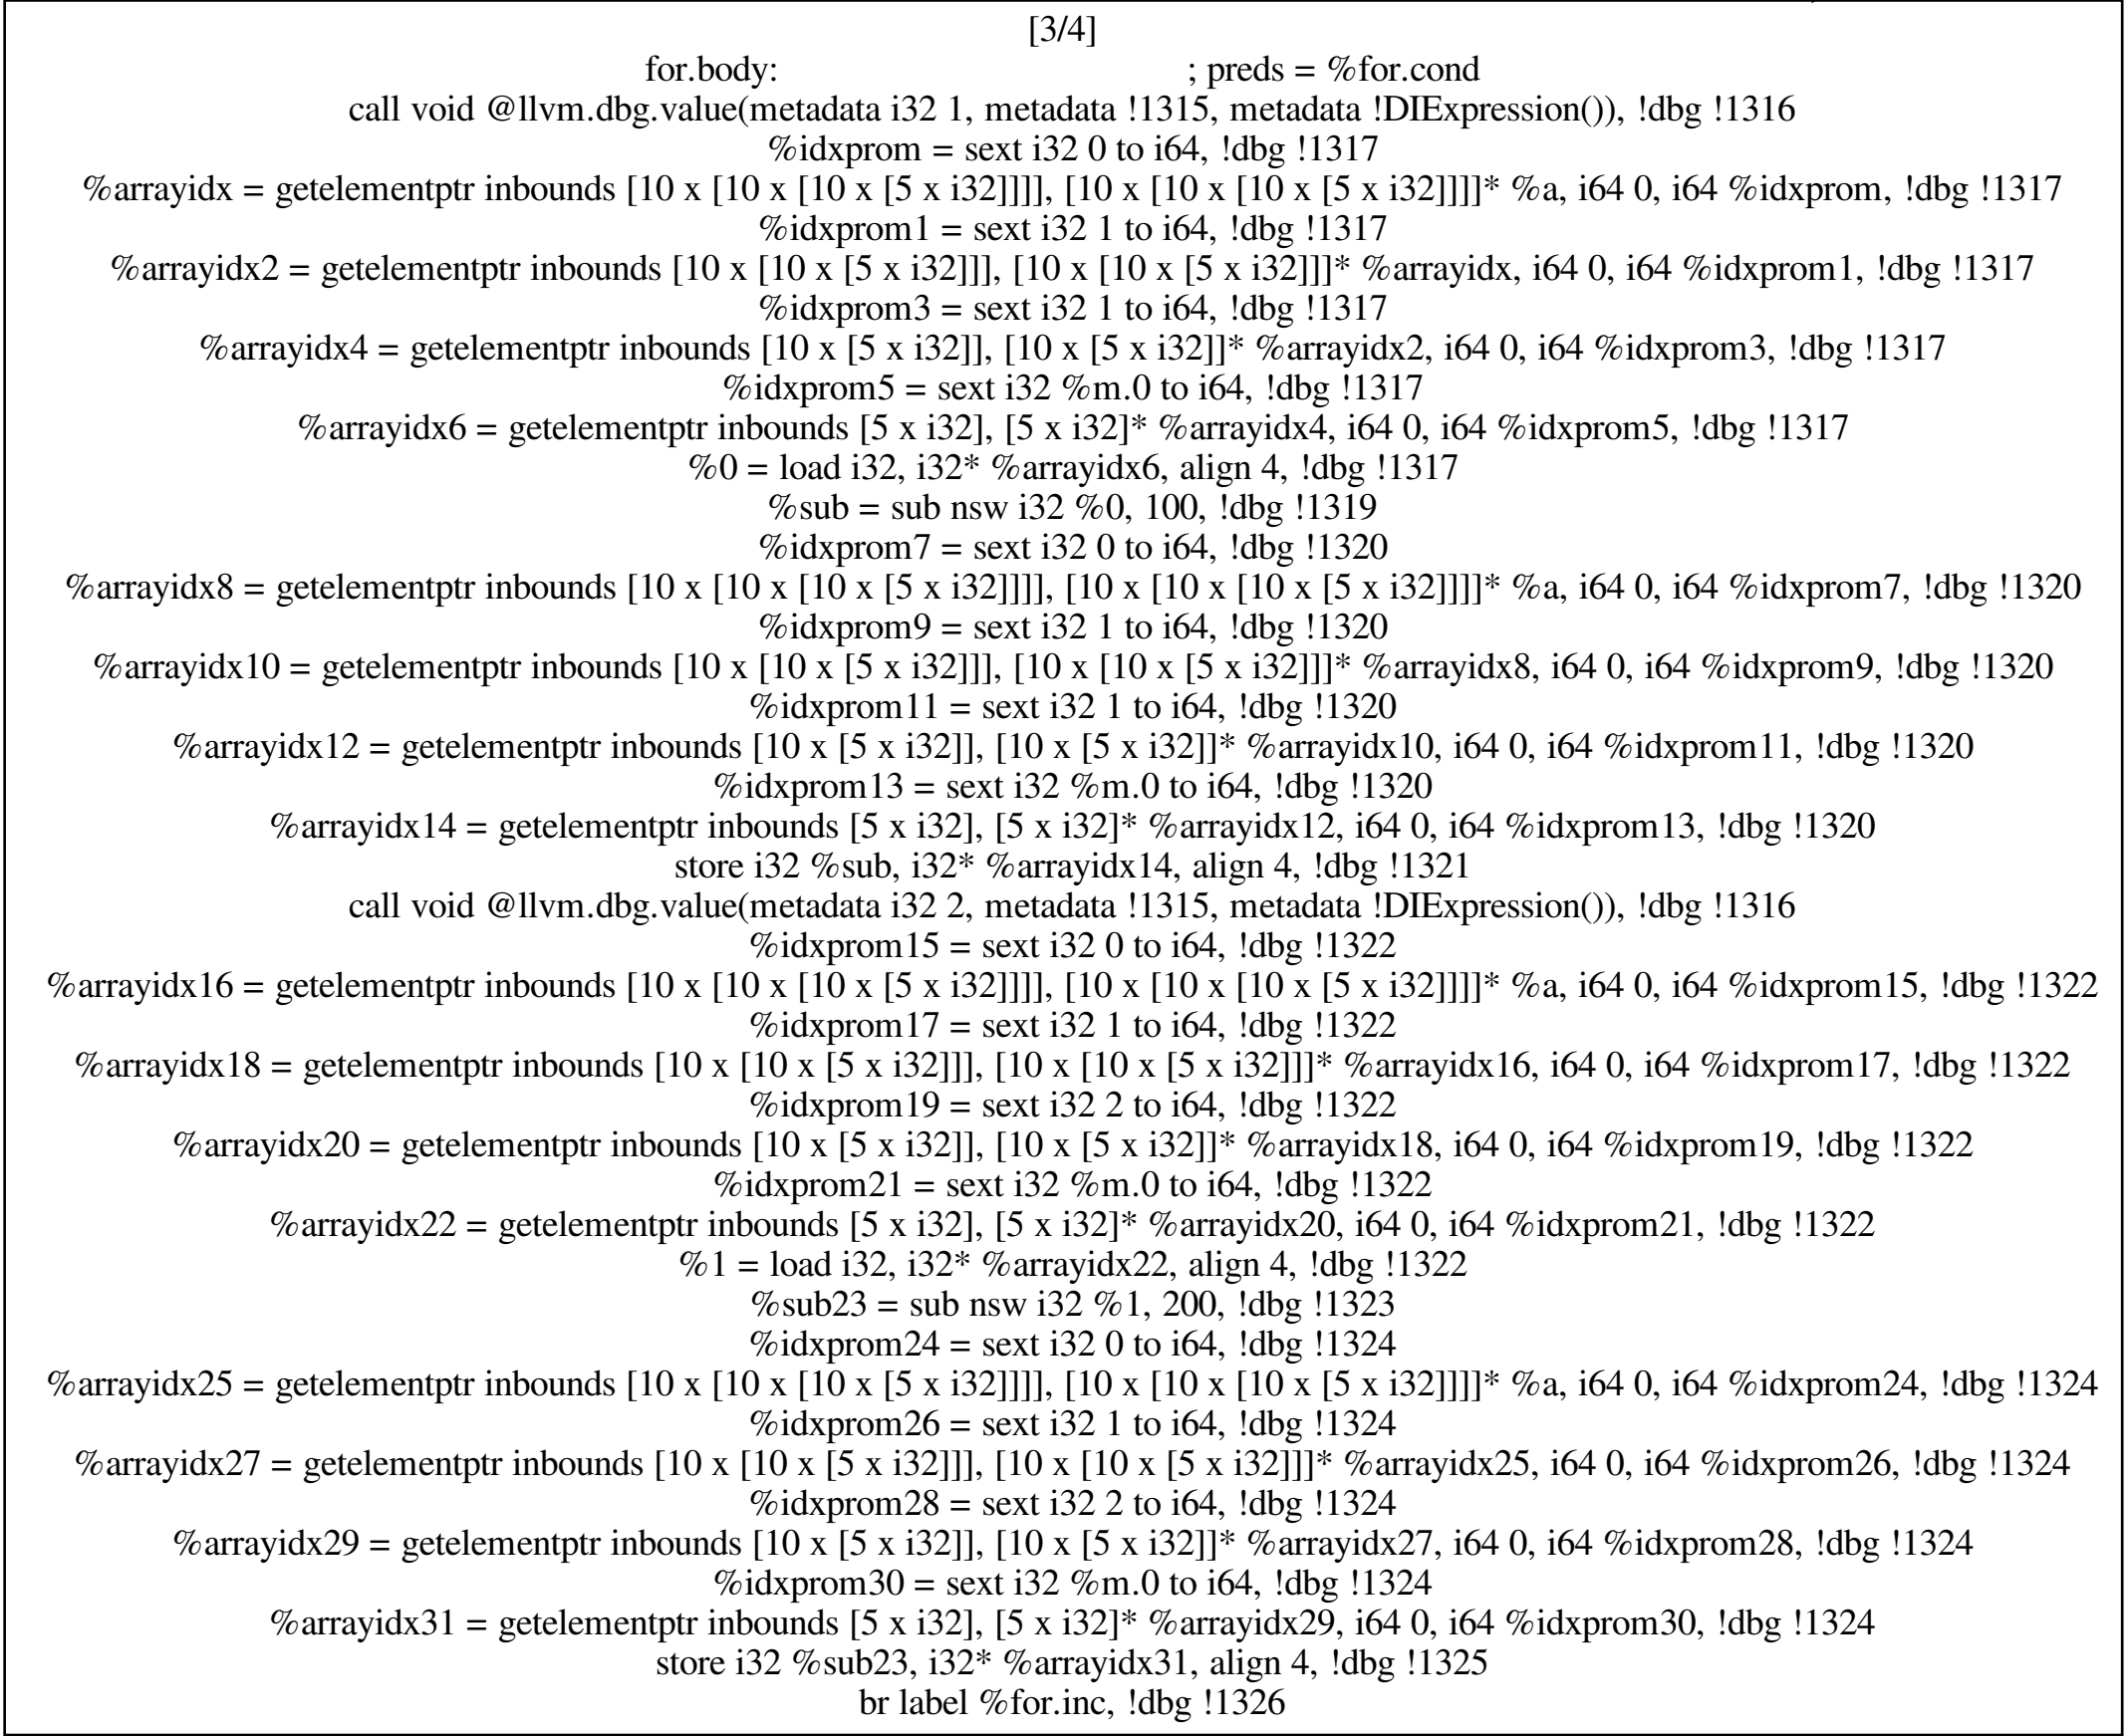 [3/4]
for.body: ; preds = %for.cond
call void @llvm.dbg.value(metadata i32 1, metadata !1315, metadata !DIExpression()), !dbg !1316
%idxprom = sext i32 0 to i64, !dbg !1317
%arrayidx = getelementptr inbounds [10 x [10 x [10 x [5 x i32]]]], [10 x [10 x [10 x [5 x i32]]]]* %a, i64 0, i64 %idxprom, !dbg !1317
%idxprom1 = sext i32 1 to i64, !dbg !1317
%arrayidx2 = getelementptr inbounds [10 x [10 x [5 x i32]]], [10 x [10 x [5 x i32]]]* %arrayidx, i64 0, i64 %idxprom1, !dbg !1317
%idxprom3 = sext i32 1 to i64, !dbg !1317
%arrayidx4 = getelementptr inbounds [10 x [5 x i32]], [10 x [5 x i32]]* %arrayidx2, i64 0, i64 %idxprom3, !dbg !1317
%idxprom5 = sext i32 %m.0 to i64, !dbg !1317
%arrayidx6 = getelementptr inbounds [5 x i32], [5 x i32]* %arrayidx4, i64 0, i64 %idxprom5, !dbg !1317
%0 = load i32, i32* %arrayidx6, align 4, !dbg !1317
%sub = sub nsw i32 %0, 100, !dbg !1319
%idxprom7 = sext i32 0 to i64, !dbg !1320
%arrayidx8 = getelementptr inbounds [10 x [10 x [10 x [5 x i32]]]], [10 x [10 x [10 x [5 x i32]]]]* %a, i64 0, i64 %idxprom7, !dbg !1320
%idxprom9 = sext i32 1 to i64, !dbg !1320
%arrayidx10 = getelementptr inbounds [10 x [10 x [5 x i32]]], [10 x [10 x [5 x i32]]]* %arrayidx8, i64 0, i64 %idxprom9, !dbg !1320
%idxprom11 = sext i32 1 to i64, !dbg !1320
%arrayidx12 = getelementptr inbounds [10 x [5 x i32]], [10 x [5 x i32]]* %arrayidx10, i64 0, i64 %idxprom11, !dbg !1320
%idxprom13 = sext i32 %m.0 to i64, !dbg !1320
%arrayidx14 = getelementptr inbounds [5 x i32], [5 x i32]* %arrayidx12, i64 0, i64 %idxprom13, !dbg !1320
store i32 %sub, i32* %arrayidx14, align 4, !dbg !1321
call void @llvm.dbg.value(metadata i32 2, metadata !1315, metadata !DIExpression()), !dbg !1316
%idxprom15 = sext i32 0 to i64, !dbg !1322
%arrayidx16 = getelementptr inbounds [10 x [10 x [10 x [5 x i32]]]], [10 x [10 x [10 x [5 x i32]]]]* %a, i64 0, i64 %idxprom15, !dbg !1322
%idxprom17 = sext i32 1 to i64, !dbg !1322
%arrayidx18 = getelementptr inbounds [10 x [10 x [5 x i32]]], [10 x [10 x [5 x i32]]]* %arrayidx16, i64 0, i64 %idxprom17, !dbg !1322
%idxprom19 = sext i32 2 to i64, !dbg !1322
%arrayidx20 = getelementptr inbounds [10 x [5 x i32]], [10 x [5 x i32]]* %arrayidx18, i64 0, i64 %idxprom19, !dbg !1322
%idxprom21 = sext i32 %m.0 to i64, !dbg !1322
%arrayidx22 = getelementptr inbounds [5 x i32], [5 x i32]* %arrayidx20, i64 0, i64 %idxprom21, !dbg !1322
%1 = load i32, i32* %arrayidx22, align 4, !dbg !1322
%sub23 = sub nsw i32 %1, 200, !dbg !1323
%idxprom24 = sext i32 0 to i64, !dbg !1324
%arrayidx25 = getelementptr inbounds [10 x [10 x [10 x [5 x i32]]]], [10 x [10 x [10 x [5 x i32]]]]* %a, i64 0, i64 %idxprom24, !dbg !1324
%idxprom26 = sext i32 1 to i64, !dbg !1324
%arrayidx27 = getelementptr inbounds [10 x [10 x [5 x i32]]], [10 x [10 x [5 x i32]]]* %arrayidx25, i64 0, i64 %idxprom26, !dbg !1324
%idxprom28 = sext i32 2 to i64, !dbg !1324
%arrayidx29 = getelementptr inbounds [10 x [5 x i32]], [10 x [5 x i32]]* %arrayidx27, i64 0, i64 %idxprom28, !dbg !1324
%idxprom30 = sext i32 %m.0 to i64, !dbg !1324
%arrayidx31 = getelementptr inbounds [5 x i32], [5 x i32]* %arrayidx29, i64 0, i64 %idxprom30, !dbg !1324
store i32 %sub23, i32* %arrayidx31, align 4, !dbg !1325
br label %for.inc, !dbg !1326